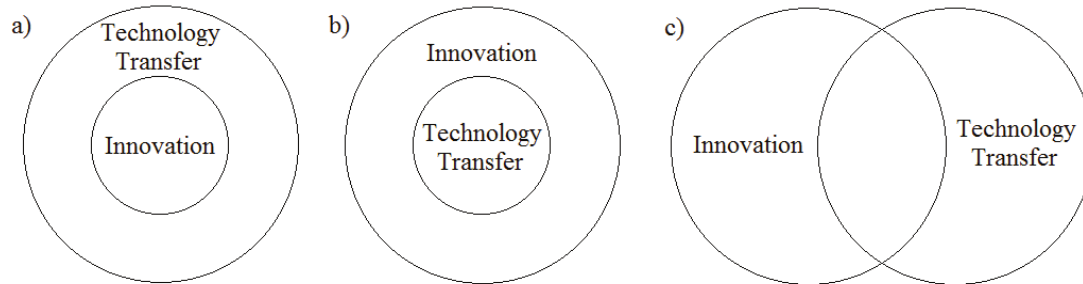 a)
Technology
Transfer
Innovation
b)
Innovation
Technology
Transfer
c)
Innovation
Technology
Transfer